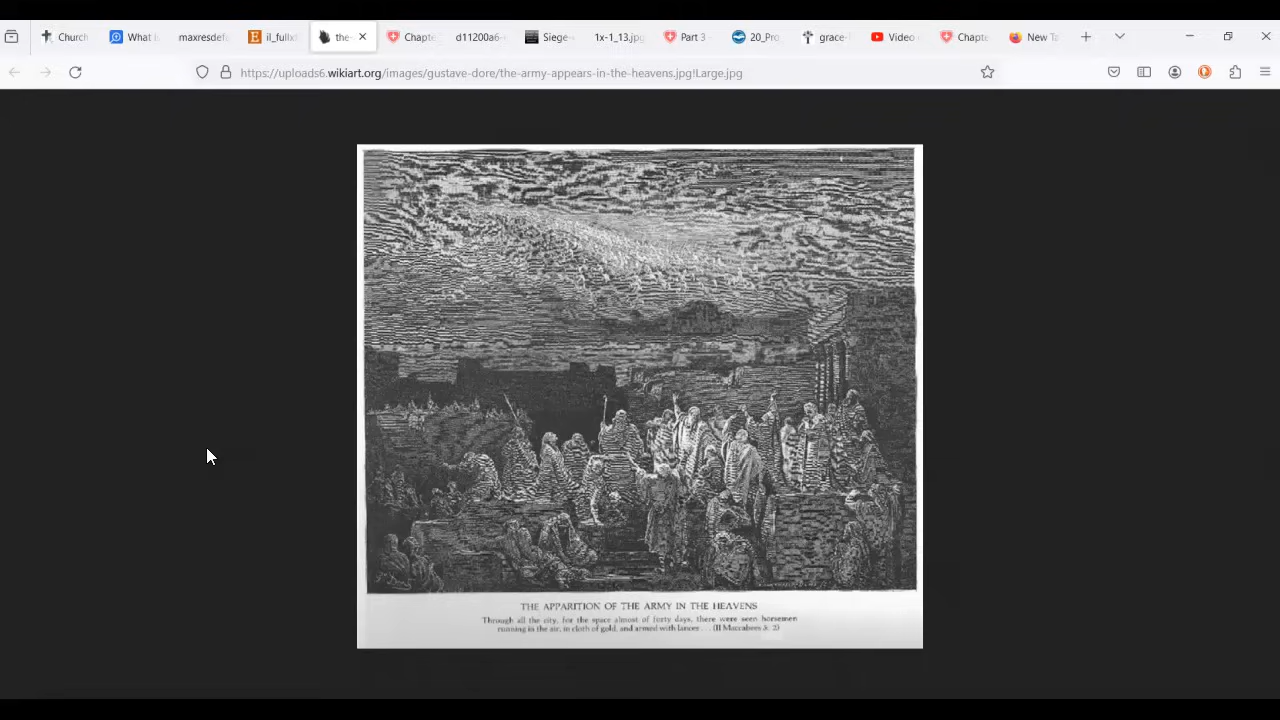 Church
What i
maxresdef
il_fullx
the-
Chapte
d11200a6-
Siege-
1x-1_13.jpg
Part 3
20_Pro
grace-
Video
Chapte
New Ta
https://uploads6.wikiart.org/images/gustave-dore/the-army-appears-in-the-heavens.jpg!Large.jpg
THE APPARITION OF THE ARMY IN THE HEAVENS
Through all the city, for the space almost of forty days, there were seen horsemen
running in the air, in cloth of gold, and armed with lances . . . (II Maccabees 5: 2)